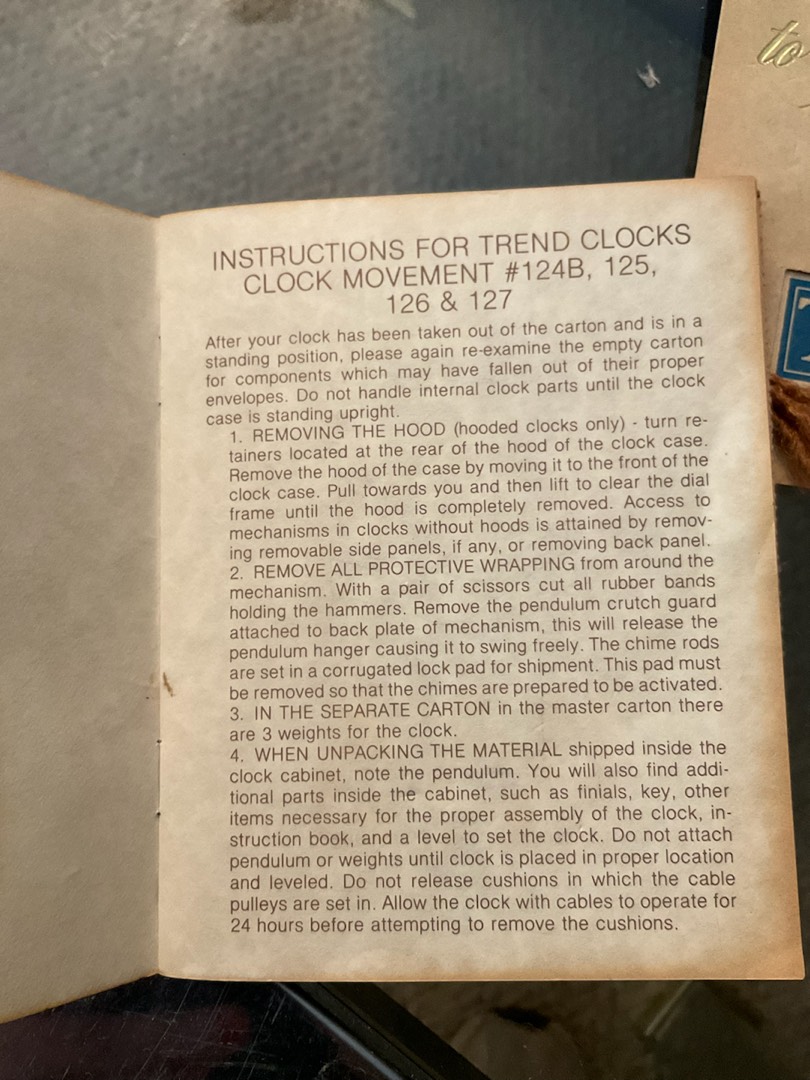 to
INSTRUCTIONS FOR TREND CLOCKS
CLOCK MOVEMENT #124B, 125,
126 & 127
After your clock has been taken out of the carton and is in a
standing position, please again re-examine the empty carton
for components which may have fallen out of their proper
envelopes. Do not handle internal clock parts until the clock
case is standing upright.
1. REMOVING THE HOOD (hooded clocks only) - turn re-
tainers located at the rear of the hood of the clock case.
Remove the hood of the case by moving it to the front of the
clock case. Pull towards you and then lift to clear the dial
frame until the hood is completely removed. Access to
mechanisms in clocks without hoods is attained by remov-
ing removable side panels, if any, or removing back panel.
2. REMOVE ALL PROTECTIVE WRAPPING from around the
mechanism. With a pair of scissors cut all rubber bands
holding the hammers. Remove the pendulum crutch guard
attached to back plate of mechanism, this will release the
pendulum hanger causing it to swing freely. The chime rods
are set in a corrugated lock pad for shipment. This pad must
be removed so that the chimes are prepared to be activated.
3. IN THE SEPARATE CARTON in the master carton there
are 3 weights for the clock.
4. WHEN UNPACKING THE MATERIAL shipped inside the
clock cabinet, note the pendulum. You will also find addi-
tional parts inside the cabinet, such as finials, key, other
items necessary for the proper assembly of the clock, in-
struction book, and a level to set the clock. Do not attach
pendulum or weights until clock is placed in proper location
and leveled. Do not release cushions in which the cable
pulleys are set in. Allow the clock with cables to operate for
24 hours before attempting to remove the cushions.